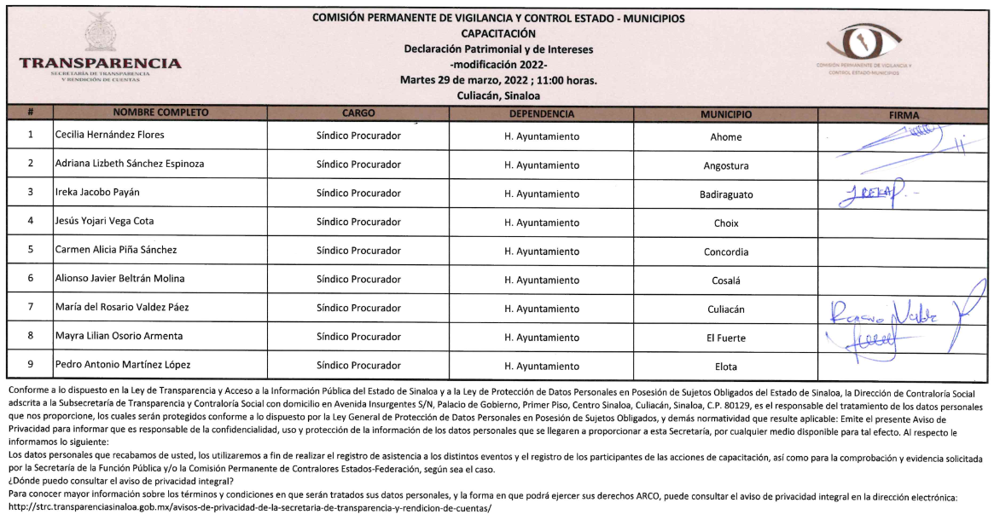 COMISIÓN PERMANENTE DE VIGILANCIA Y CONTROL ESTADO - MUNICIPIOS
CAPACITACIÓN
Declaración Patrimonial y de Intereses
-modificación 2022-
Martes 29 de marzo, 2022 ; 11:00 horas.
Culiacán, Sinaloa
TRANSPARENCIA
SECRETARÍA DE TRANSPARENCIA
Y RENDICIÓN DE CUENTAS
COMISIÓN PERMANENTE DE VIGILANCIA Y
CONTROL ESTADO-MUNICIPIOS
# NOMBRE COMPLETO CARGO DEPENDENCIA MUNICIPIO FIRMA
1 Cecilia Hernández Flores Síndico Procurador H. Ayuntamiento Ahome
2 Adriana Lizbeth Sánchez Espinoza Síndico Procurador H. Ayuntamiento Angostura
3 Ireka Jacobo Payán Síndico Procurador H. Ayuntamiento Badiraguato
4 Jesús Yojari Vega Cota Síndico Procurador H. Ayuntamiento Choix
5 Carmen Alicia Piña Sánchez Síndico Procurador H. Ayuntamiento Concordia
6 Alionso Javier Beltrán Molina Síndico Procurador H. Ayuntamiento Cosalá
7 María del Rosario Valdez Páez Síndico Procurador H. Ayuntamiento Culiacán
8 Mayra Lilian Osorio Armenta Síndico Procurador H. Ayuntamiento El Fuerte
9 Pedro Antonio Martínez López Síndico Procurador H. Ayuntamiento Elota
Conforme a lo dispuesto en la Ley de Transparencia y Acceso a la Información Pública del Estado de Sinaloa y a la Ley de Protección de Datos Personales en Posesión de Sujetos Obligados del Estado de Sinaloa, la Dirección de Contraloría Social
adscrita a la Subsecretaría de Transparencia y Contraloría Social con domicilio en Avenida Insurgentes S/N, Palacio de Gobierno, Primer Piso, Centro Sinaloa, Culiacán, Sinaloa, C.P. 80129, es el responsable del tratamiento de los datos personales
que nos proporcione, los cuales serán protegidos conforme a lo dispuesto por la Ley General de Protección de Datos Personales en Posesión de Sujetos Obligados, y demás normatividad que resulte aplicable: Emite el presente Aviso de
Privacidad para informar que es responsable de la confidencialidad, uso y protección de la información de los datos personales que se llegaren a proporcionar a esta Secretaría, por cualquier medio disponible para tal efecto. Al respecto le
informamos lo siguiente:
Los datos personales que recabamos de usted, los utilizaremos a fin de realizar el registro de asistencia a los distintos eventos y el registro de los participantes de las acciones de capacitación, así como para la comprobación y evidencia solicitada
por la Secretaría de la Función Pública y/o la Comisión Permanente de Contralores Estados-Federación, según sea el caso.
¿Dónde puedo consultar el aviso de privacidad integral?
Para conocer mayor información sobre los términos y condiciones en que serán tratados sus datos personales, y la forma en que podrá ejercer sus derechos ARCO, puede consultar el aviso de privacidad integral en la dirección electrónica:
http://strc.transparenciasinaloa.gob.mx/avisos-de-privacidad-de-la-secretaria-de-transparencia-y-rendicion-de-cuentas/